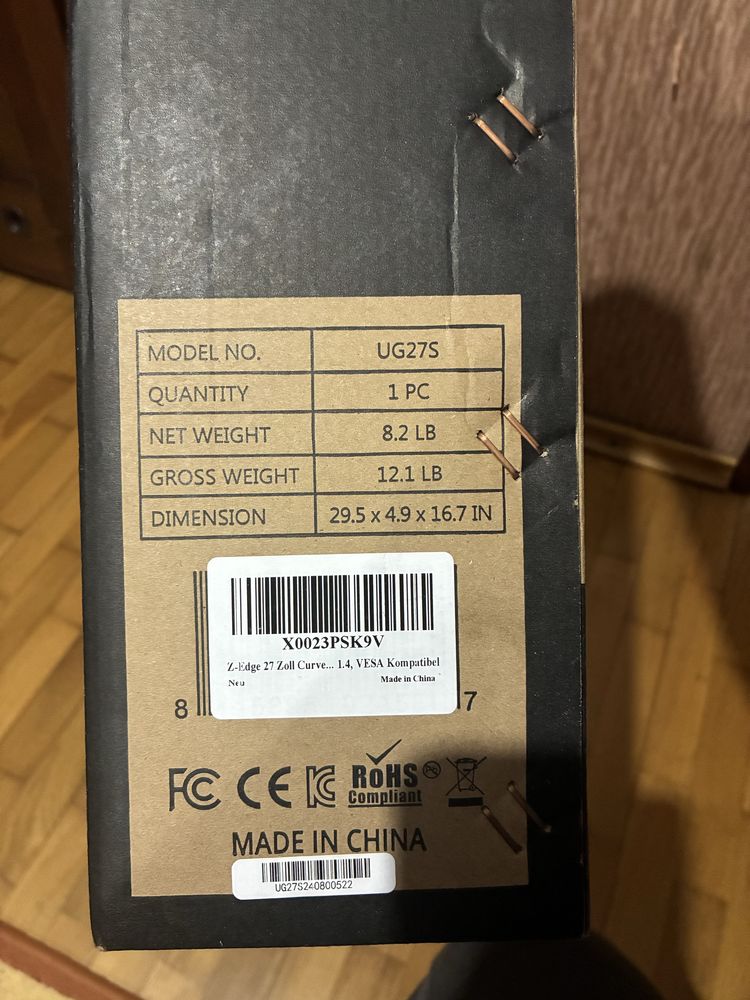 MODEL NO. UG27S
QUANTITY 1 PC
NET WEIGHT 8.2 LB
GROSS WEIGHT 12.1 LB
DIMENSION 29.5 x 4.9 x 16.7 IN
X0023PSK9V
Z-Edge 27 Zoll Curve... 1.4, VESA Kompatibel
Neu Made in China
8 7
FC CE KC RoHS Pb
Compliant
MADE IN CHINA
UG27S240800522